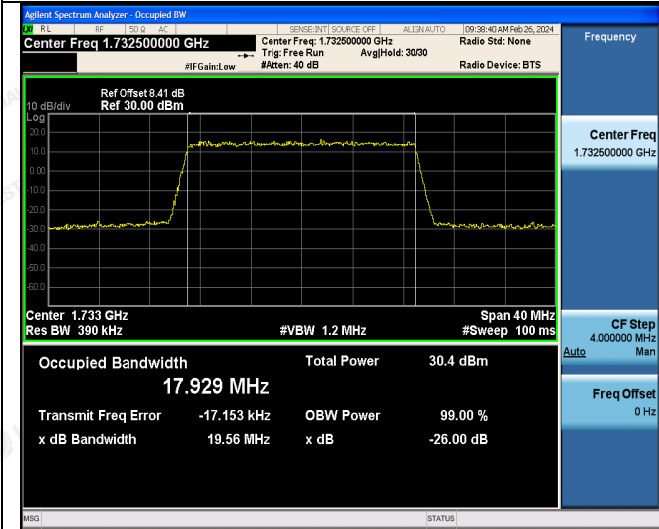 Agilent Spectrum Analyzer - Occupied BW
RL RF 50 Ω AC SENSE:INT SOURCE OFF ALIGN AUTO 09:38:40 AM Feb 26, 2024
Center Freq 1.732500000 GHz
Center Freq: 1.732500000 GHz
Radio Std: None
Trig: Free Run Avg|Hold: 30/30
#IFGain:Low
#Atten: 40 dB
Radio Device: BTS
Ref Offset 8.41 dB
10 dB/div Ref 30.00 dBm
Log
20.0
10.0
0.00
-10.0
-20.0
-30.0
-40.0
-50.0
-60.0
Center 1.733 GHz Span 40 MHz
Res BW 390 kHz #VBW 1.2 MHz #Sweep 100 ms
Occupied Bandwidth Total Power 30.4 dBm
17.929 MHz
Transmit Freq Error -17.153 kHz OBW Power 99.00 %
x dB Bandwidth 19.56 MHz x dB -26.00 dB
MSG STATUS
Frequency
Center Freq
1.732500000 GHz
CF Step
4.000000 MHz
Auto Man
Freq Offset
0 Hz